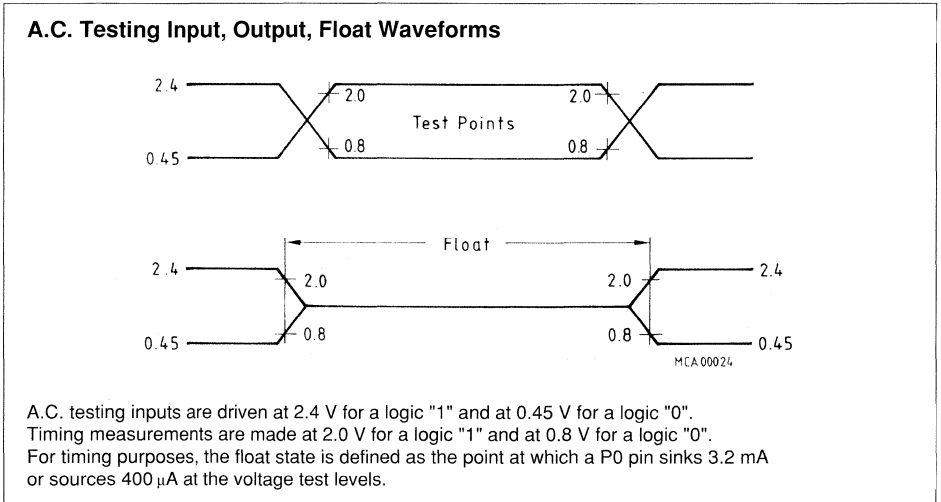 A.C. Testing Input, Output, Float Waveforms
2.4
2.0
2.0
Test Points
0.8
0.8
0.45
Float
2.4
2.4
2.0
2.0
0.8
0.8
0.45
0.45
MCA00024
A.C. testing inputs are driven at 2.4 V for a logic "1" and at 0.45 V for a logic "0".
Timing measurements are made at 2.0 V for a logic "1" and at 0.8 V for a logic "0".
For timing purposes, the float state is defined as the point at which a P0 pin sinks 3.2 mA
or sources 400 μA at the voltage test levels.